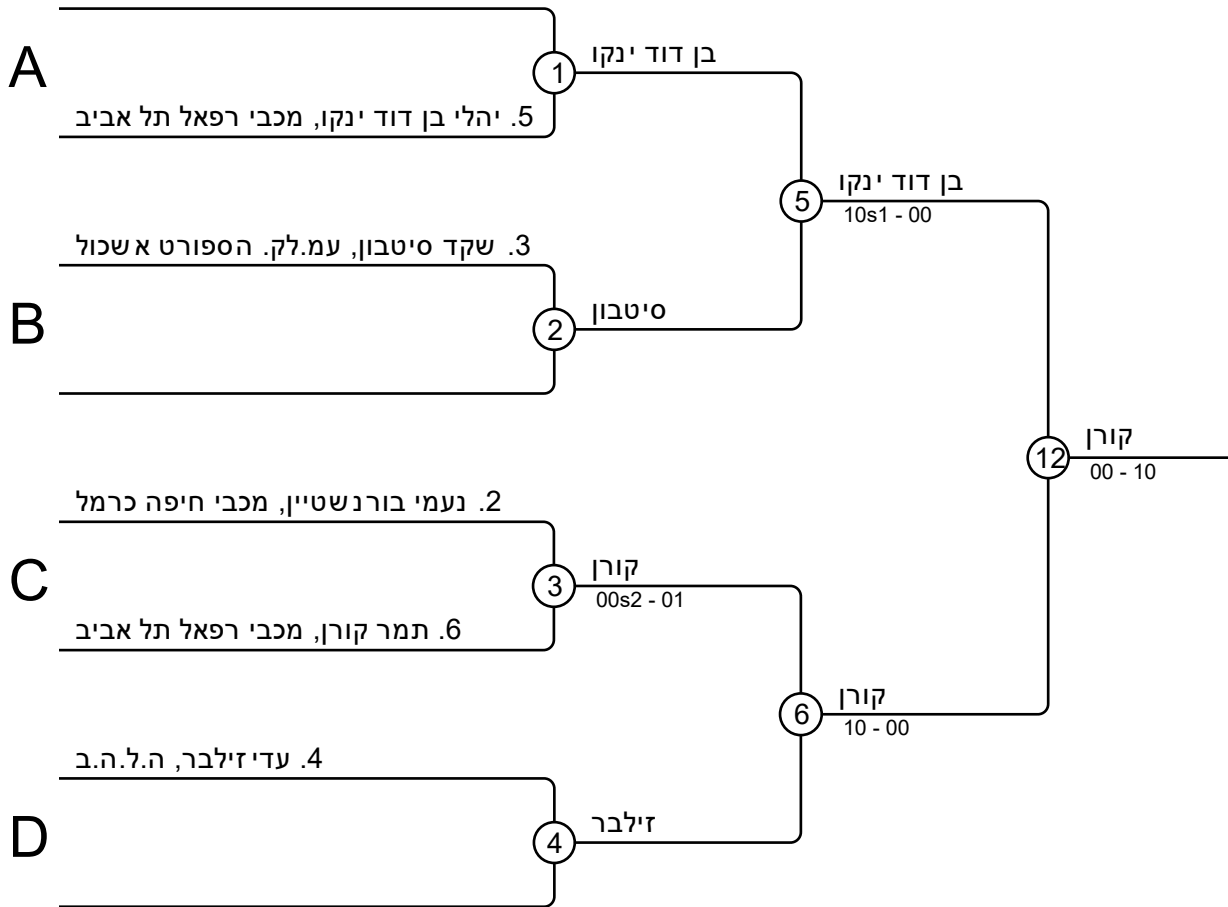 A
1
בן דוד ינקו
5. יהלי בן דוד ינקו, מכבי רפאל תל אביב
5
בן דוד ינקו
10s1 - 00
3. שקד סיטבון, עמ.לק. הספורט אשכול
B
2
סיטבון
12
קורן
00 - 10
2. נעמי בורנשטיין, מכבי חיפה כרמל
C
3
קורן
00s2 - 01
6. תמר קורן, מכבי רפאל תל אביב
6
קורן
10 - 00
4. עדי זילבר, ה.ל.ה.ב
D
4
זילבר